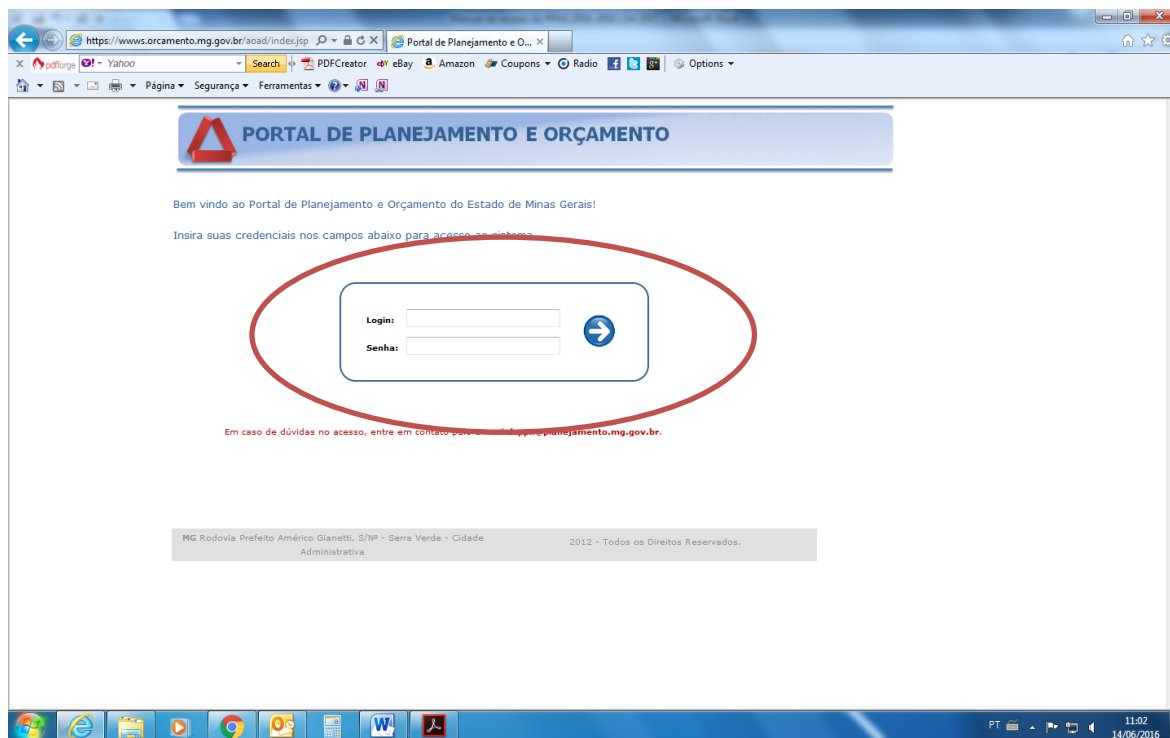 https://wwws.orcamento.mg.gov.br/aoad/index.jsp
Portal de Planejamento e O...
pdfforge Y! - Yahoo Search PDFCreator eBay Amazon Coupons Radio Options
Página Segurança Ferramentas
PORTAL DE PLANEJAMENTO E ORÇAMENTO
Bem vindo ao Portal de Planejamento e Orçamento do Estado de Minas Gerais!
Insira suas credenciais nos campos abaixo para acesso ao sistema
Login:
Senha:
Em caso de dúvidas no acesso, entre em contato pelo @planejamento.mg.gov.br.
MG Rodovia Prefeito Américo Gianetti, S/Nº - Serra Verde - Cidade
Administrativa
2012 - Todos os Direitos Reservados.
PT
11:02
14/06/2016